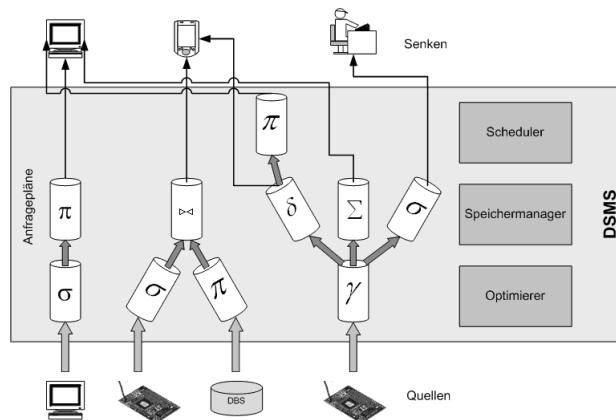 Senken
π
Scheduler
Anfragepläne
π
⋈
δ
Σ
σ
Speichermanager
DSMS
σ
σ
π
γ
Optimierer
DBS
Quellen